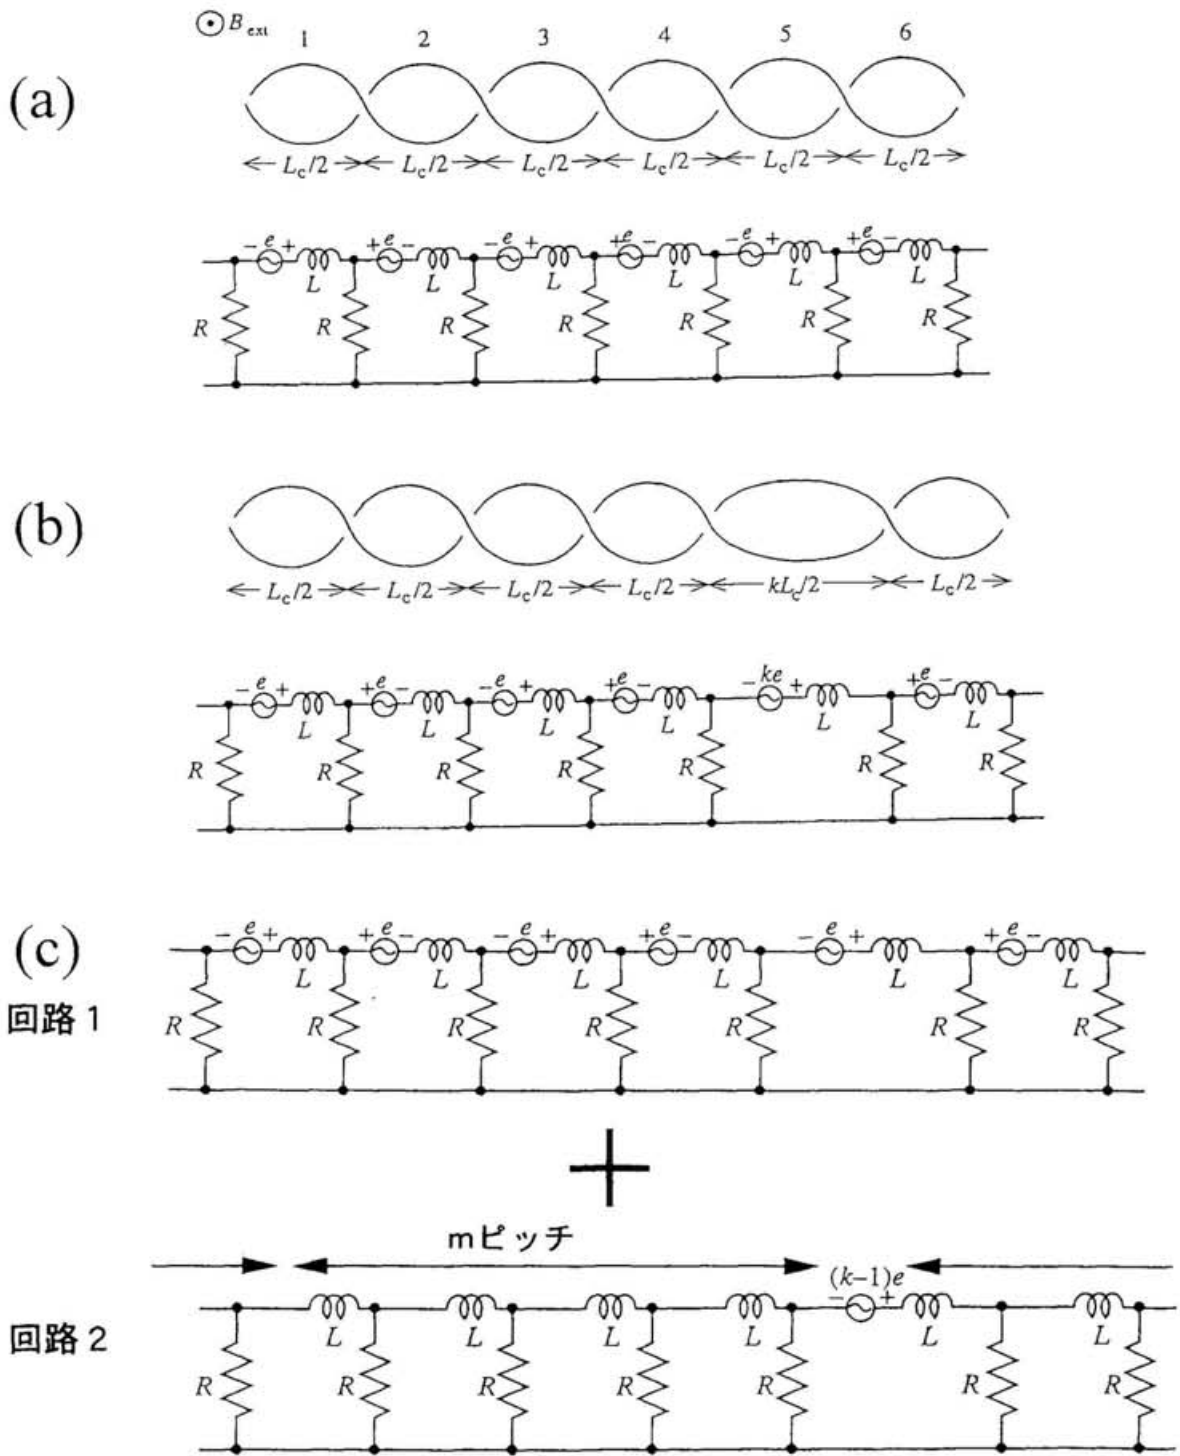 (a)
⊙ B_ext
1 2 3 4 5 6
L_c/2 L_c/2 L_c/2 L_c/2 L_c/2 L_c/2
− e + + e − − e + + e − − e + + e −
L L L L L L
R R R R R R R
(b)
L_c/2 L_c/2 L_c/2 L_c/2 kL_c/2 L_c/2
− e + + e − − e + + e − − ke + + e −
L L L L L L
R R R R R R R
(c)
− e + + e − − e + + e − − e + + e −
L L L L L L
回路1
R R R R R R R
+
mピッチ
(k−1)e
− +
L L L L L L
回路2
R R R R R R R